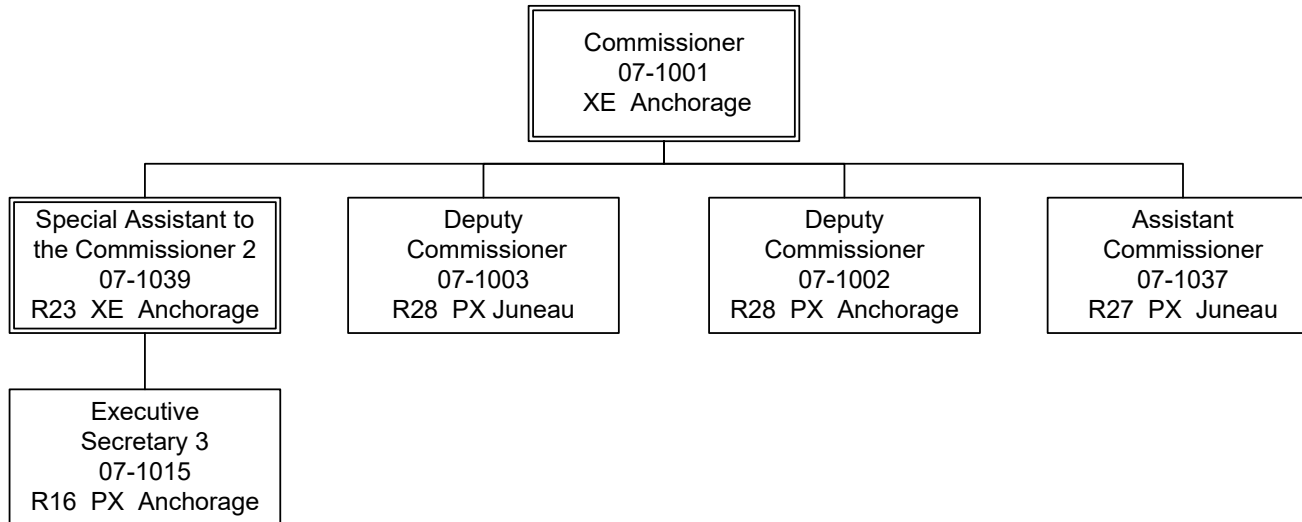 Commissioner
07-1001
XE Anchorage
Special Assistant to
the Commissioner 2
07-1039
R23 XE Anchorage
Deputy
Commissioner
07-1003
R28 PX Juneau
Deputy
Commissioner
07-1002
R28 PX Anchorage
Assistant
Commissioner
07-1037
R27 PX Juneau
Executive
Secretary 3
07-1015
R16 PX Anchorage